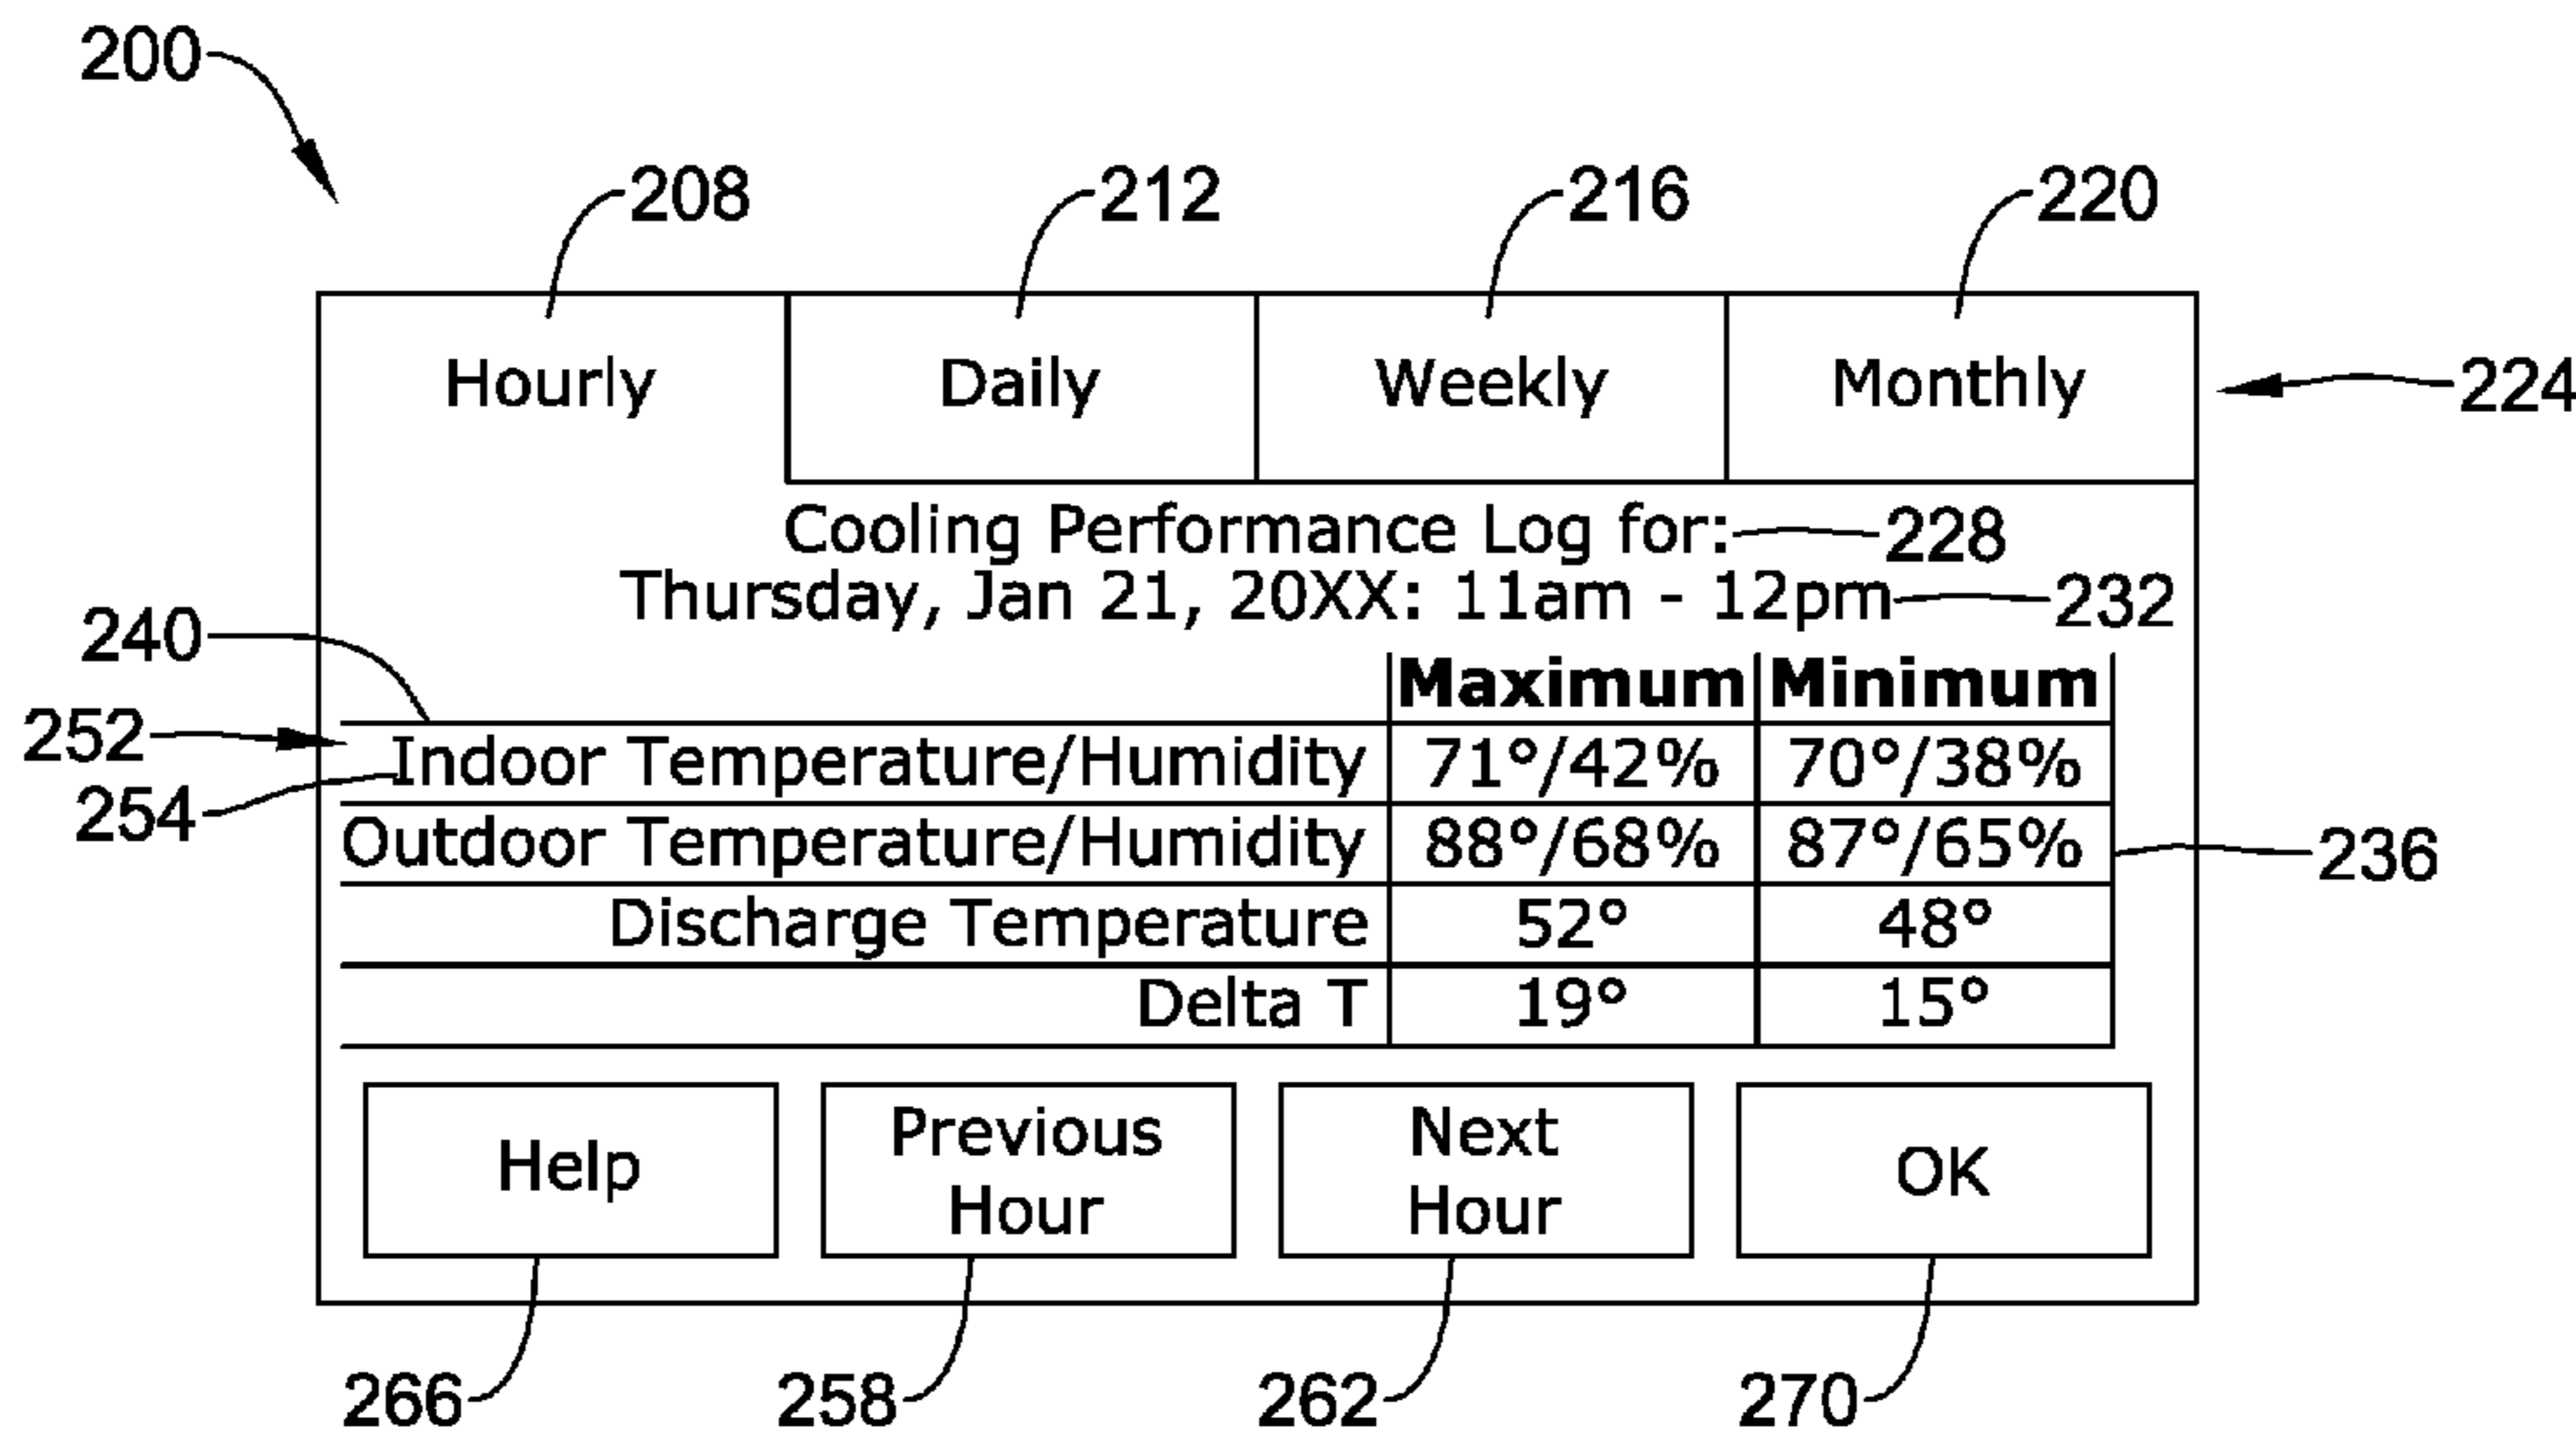 200
208 212 216 220
Hourly Daily Weekly Monthly 224
Cooling Performance Log for: 228
Thursday, Jan 21, 20XX: 11am - 12pm 232
240
Maximum Minimum
252
Indoor Temperature/Humidity 71°/42% 70°/38%
254
Outdoor Temperature/Humidity 88°/68% 87°/65% 236
Discharge Temperature 52° 48°
Delta T 19° 15°
Help Previous Hour Next Hour OK
266 258 262 270